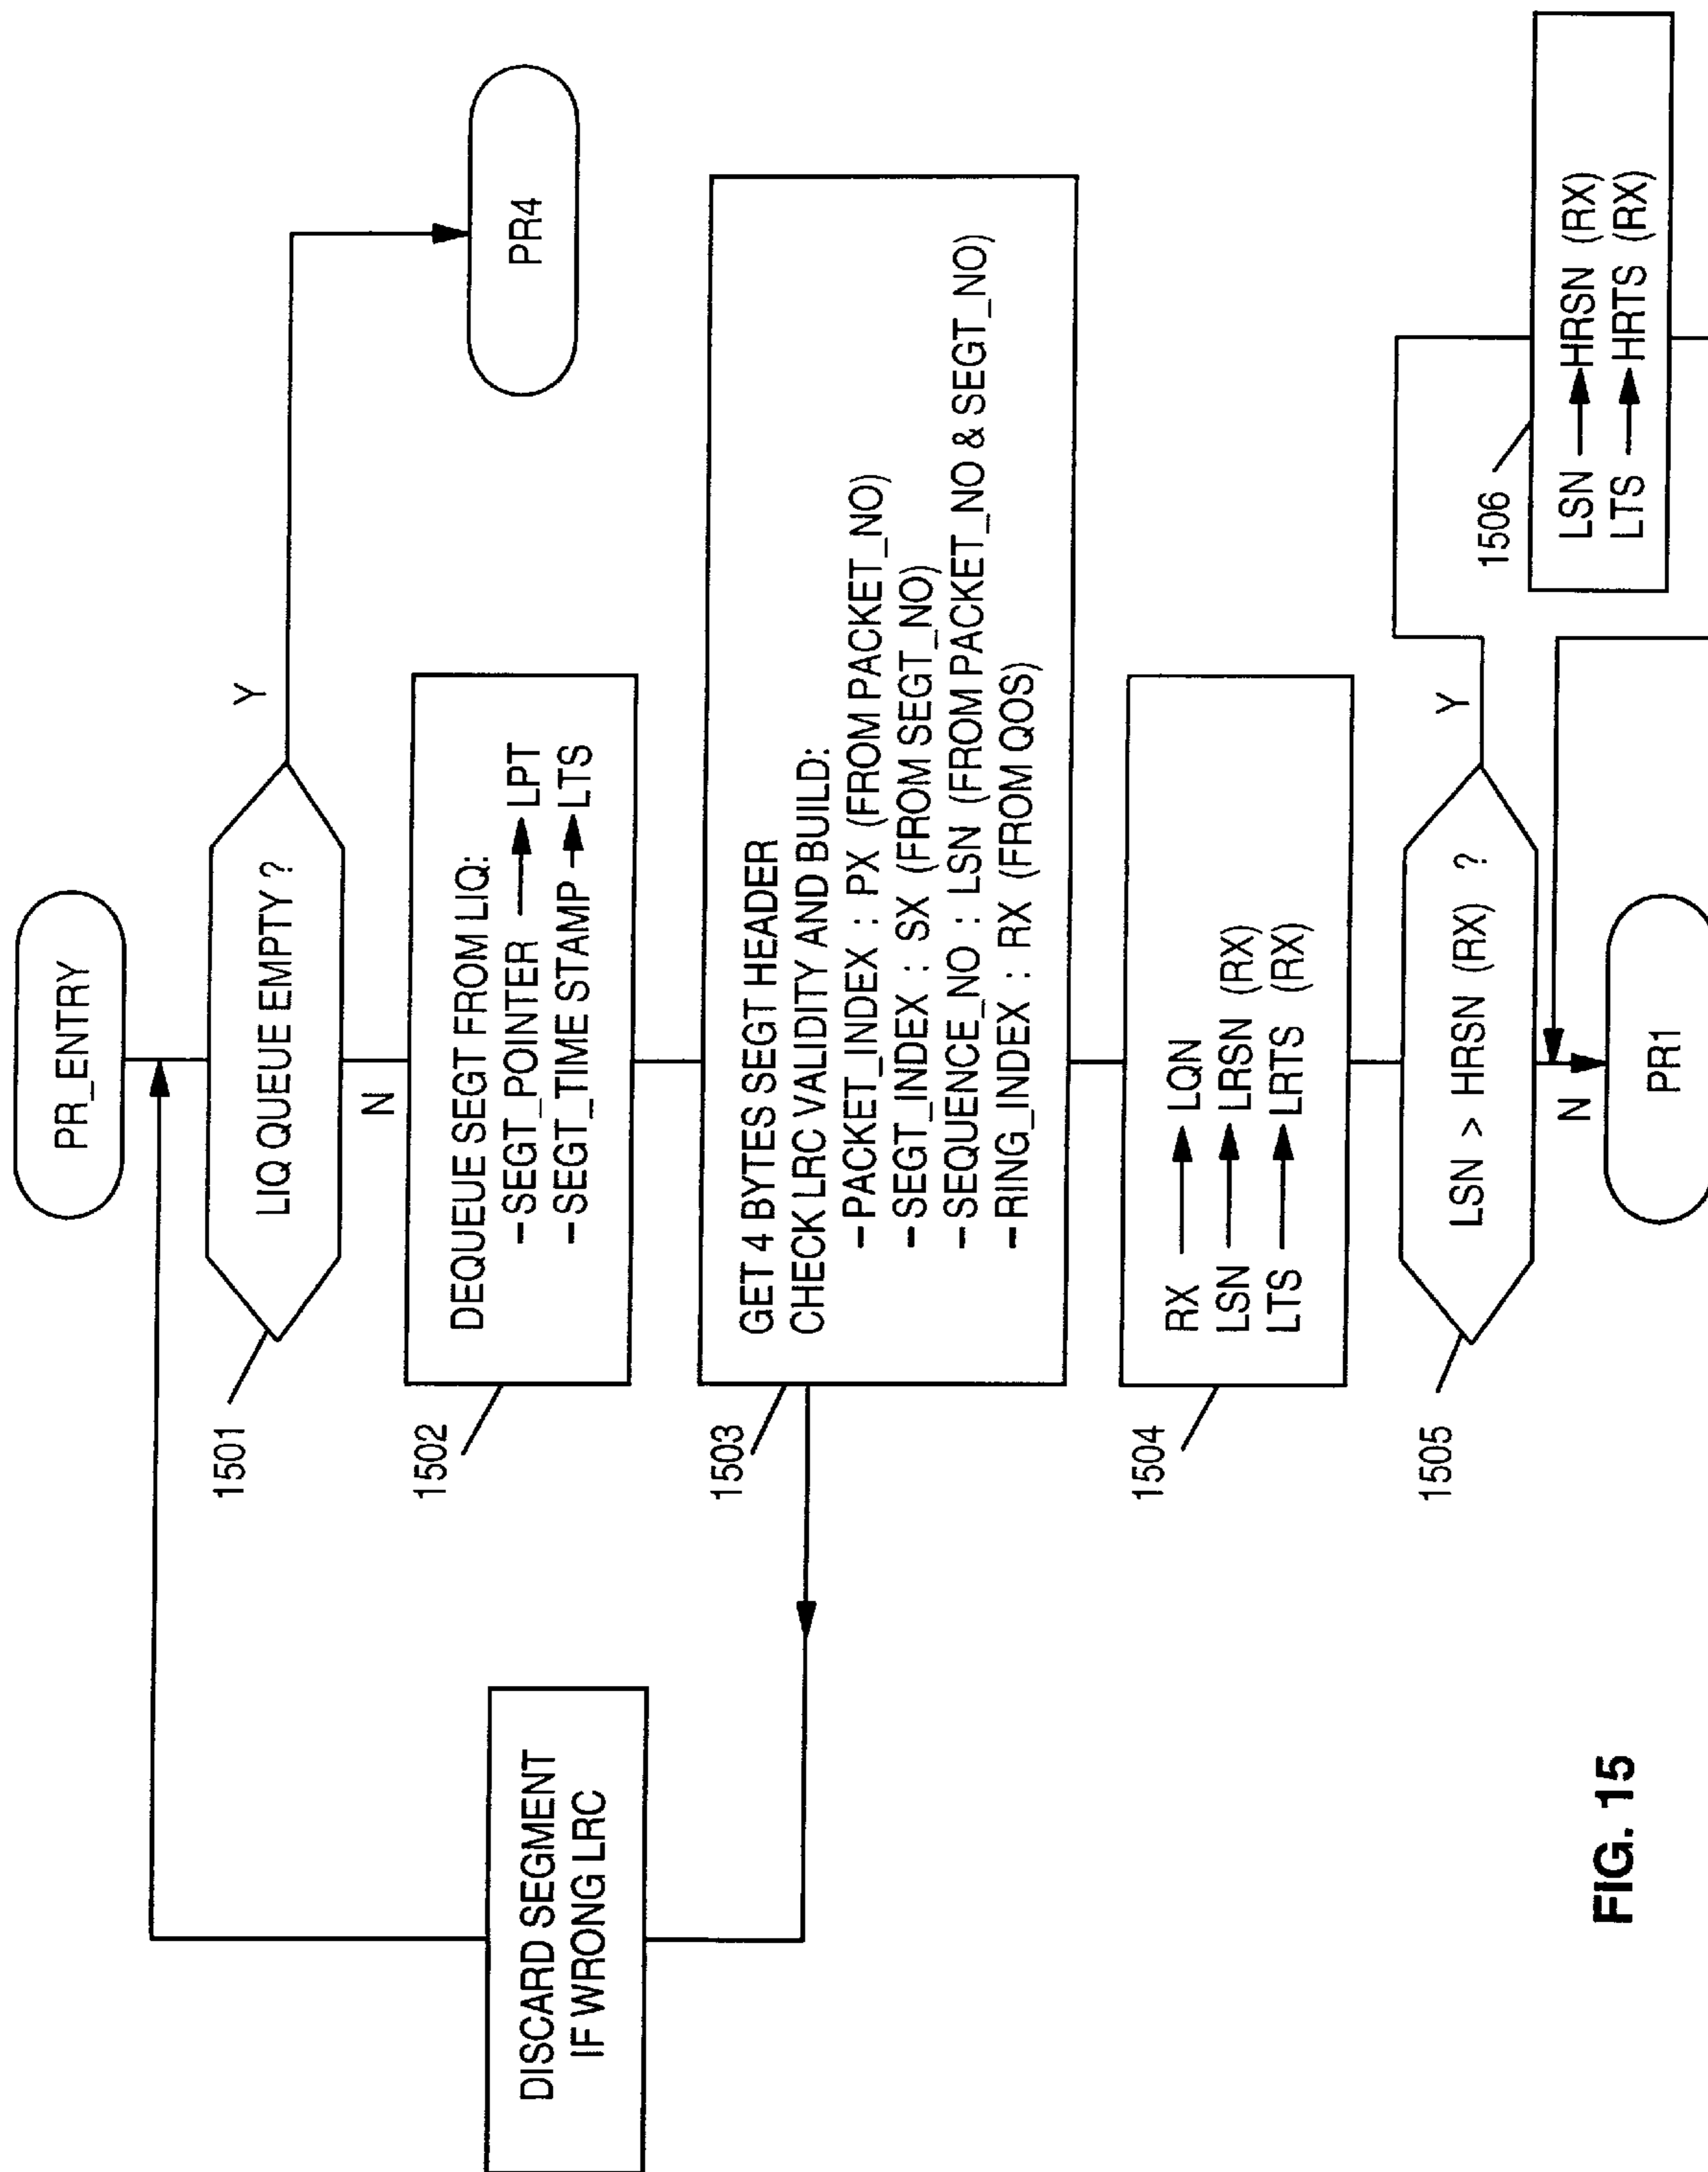 PR_ENTRY
LIQ QUEUE EMPTY ?
Y
N
1501
PR4
DEQUEUE SEGT FROM LIQ:
-SEGT_POINTER → LPT
-SEGT_TIME STAMP → LTS
1502
GET 4 BYTES SEGT HEADER
CHECK LRC VALIDITY AND BUILD:
-PACKET_INDEX : PX (FROM PACKET_NO)
-SEGT_INDEX : SX (FROM SEGT_NO)
-SEQUENCE_NO : LSN (FROM PACKET_NO & SEGT_NO)
-RING_INDEX : RX (FROM QOS)
1503
DISCARD SEGMENT
IF WRONG LRC
RX → LQN
LSN → LRSN (RX)
LTS → LRTS (RX)
1504
LSN > HRSN (RX) ?
Y
N
1505
1506
LSN → HRSN (RX)
LTS → HRTS (RX)
PR1
FIG. 15